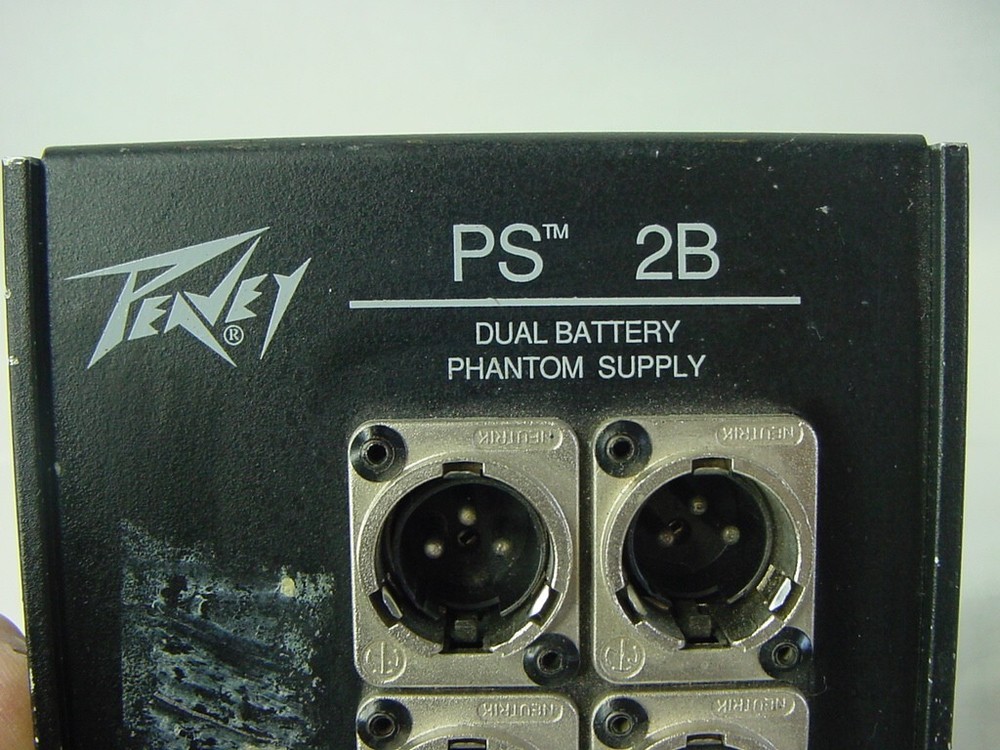 PEAVEY®
PS™ 2B
DUAL BATTERY
PHANTOM SUPPLY
NEUTRIK NEUTRIK
NEUTRIK NEUTRIK